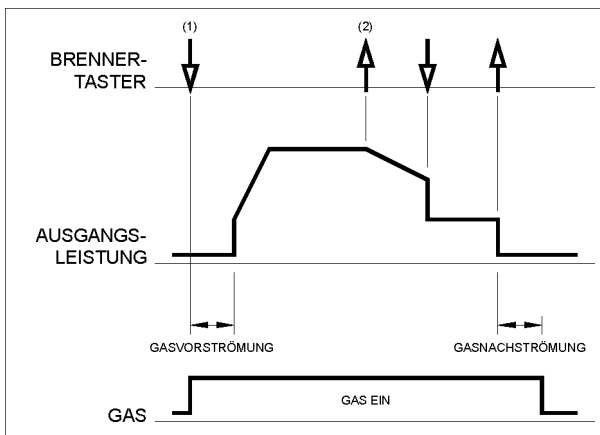 (1) (2)
BRENNER-
TASTER
AUSGANGS-
LEISTUNG
GASVORSTRÖMUNG GASNACHSTRÖMUNG
GAS EIN
GAS